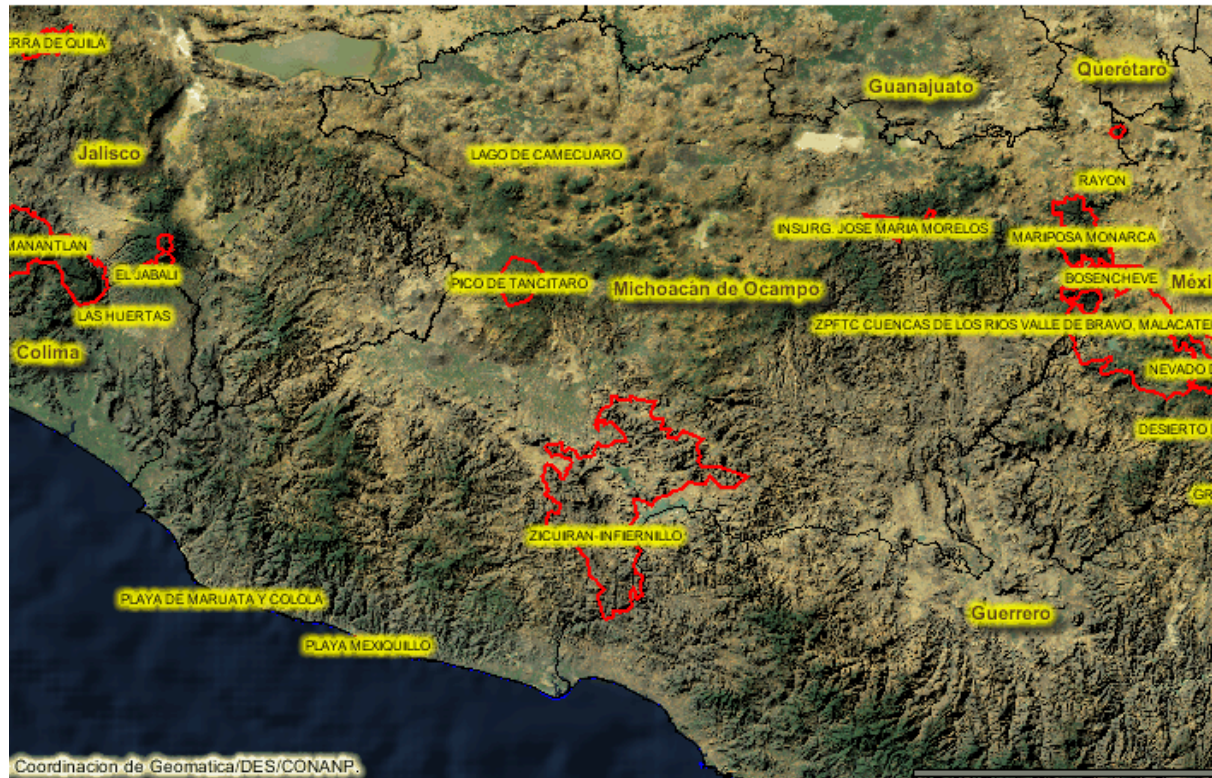 ERRA DE QUILA
Querétaro
Guanajuato
Jalisco
LAGO DE CAMECUARO
RAYON
INSURG. JOSE MARIA MORELOS
MARIPOSA MONARCA
MANANTLAN
EL JABALI
PICO DE TANCITARO
Michoacán de Ocampo
BOSENCHEVE
Méxi
LAS HUERTAS
ZPFTC CUENCAS DE LOS RIOS VALLE DE BRAVO, MALACATE
Colima
NEVADO D
DESIERTO
GR
ZICUIRAN-INFIERNILLO
PLAYA DE MARUATA Y COLOLA
Guerrero
PLAYA MEXIQUILLO
Coordinacion de Geomatica/DES/CONANP.